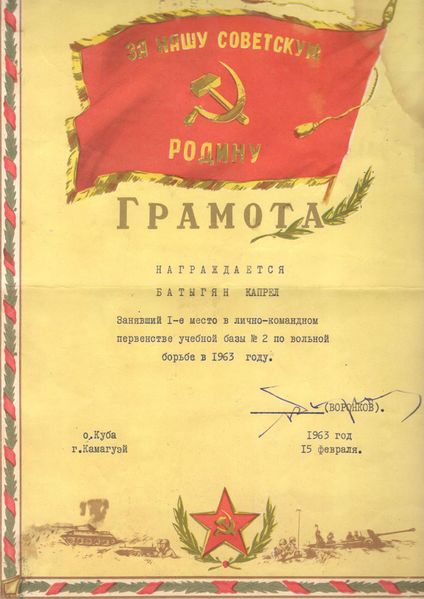 ЗА НАШУ СОВЕТСКУЮ
РОДИНУ
ГРАМОТА
НАГРАЖДАЕТСЯ
БАТЫГЯН КАПРЕЛ
Занявший I-е место в лично-командном
первенстве учебной базы № 2 по вольной
борьбе в 1963 году.
(ВОРОНКОВ).
о.Куба
г.Камагуэй
1963 год
15 февраля.